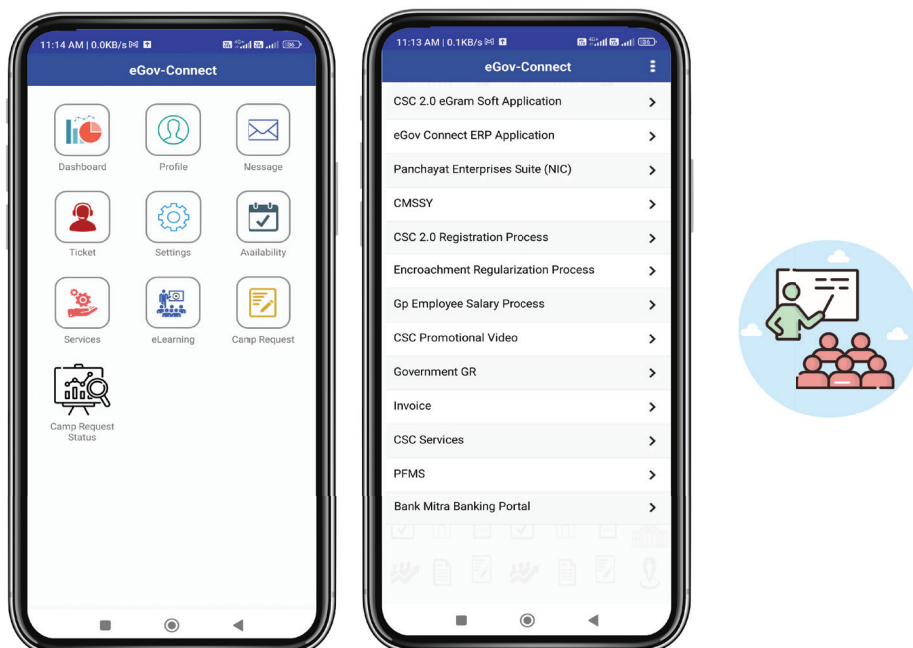 11:14 AM | 0.0KB/s
eGov-Connect
Dashboard
Profile
Message
Ticket
Settings
Availability
Services
eLearning
Camp Request
Camp Request
Status
11:13 AM | 0.1KB/s
eGov-Connect
CSC 2.0 eGram Soft Application
eGov Connect ERP Application
Panchayat Enterprises Suite (NIC)
CMSSY
CSC 2.0 Registration Process
Encroachment Regularization Process
Gp Employee Salary Process
CSC Promotional Video
Government GR
Invoice
CSC Services
PFMS
Bank Mitra Banking Portal